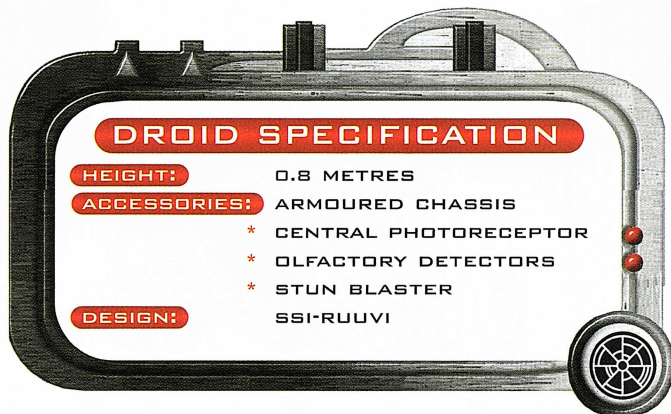 DROID SPECIFICATION
HEIGHT: 0.8 METRES
ACCESSORIES: ARMOURED CHASSIS
* CENTRAL PHOTORECEPTOR
* OLFACTORY DETECTORS
* STUN BLASTER
DESIGN: SSI-RUUVI